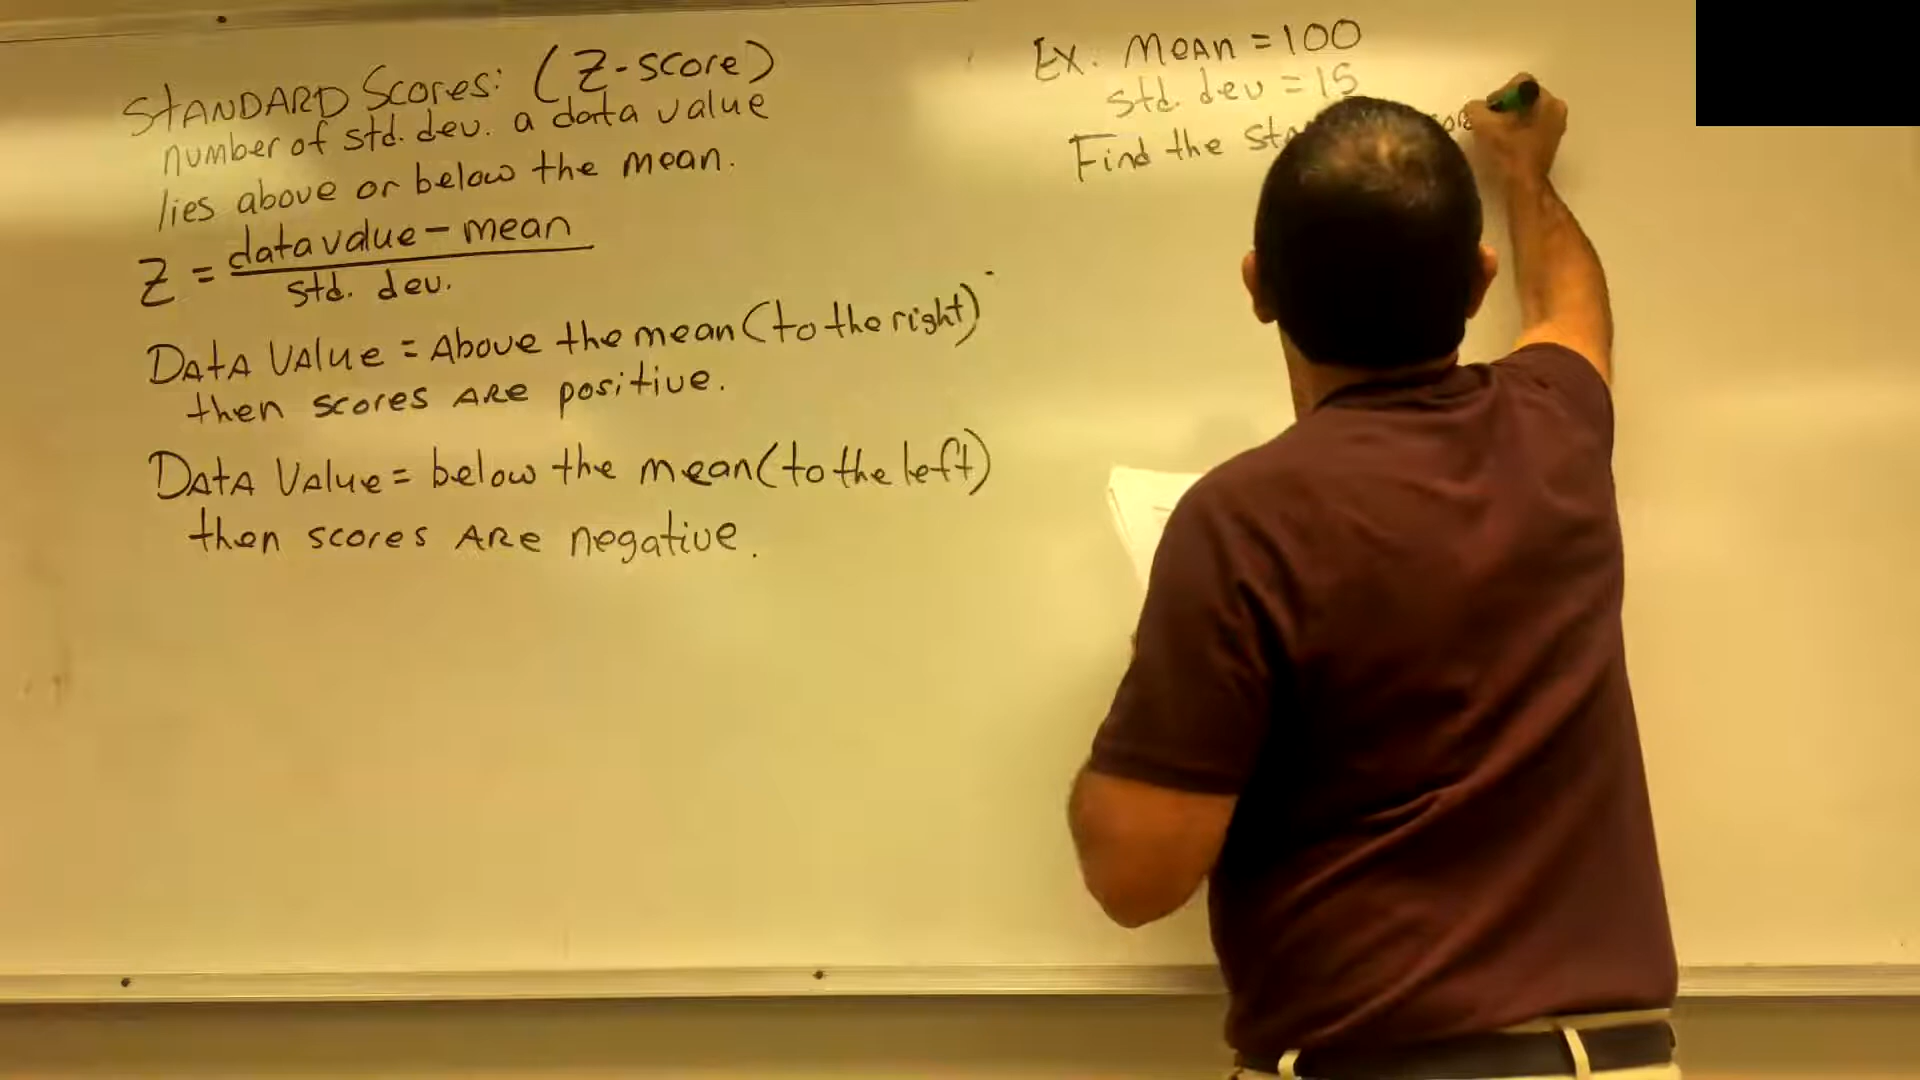 STANDARD Scores: (Z-score)
number of std. dev. a data value
lies above or below the mean.
Z = data value - mean
std. dev.
DATA VAlue = Above the mean (to the right)
then scores ARe positive.
DATA VAlue = below the mean (to the left)
then scores ARe negative.
Ex: MeAn = 100
std. dev = 15
Find the